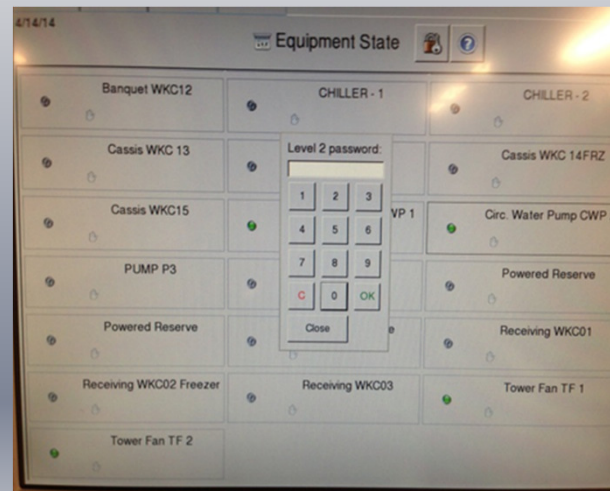 4/14/14
Equipment State
Banquet WKC12
CHILLER - 1
CHILLER - 2
Cassis WKC 13
Level 2 password:
Cassis WKC 14FRZ
Cassis WKC15
WP 1
Circ. Water Pump CWP
1 2 3
4 5 6
7 8 9
C 0 OK
Close
PUMP P3
Powered Reserve
Powered Reserve
e
Receiving WKC01
Receiving WKC02 Freezer
Receiving WKC03
Tower Fan TF 1
Tower Fan TF 2